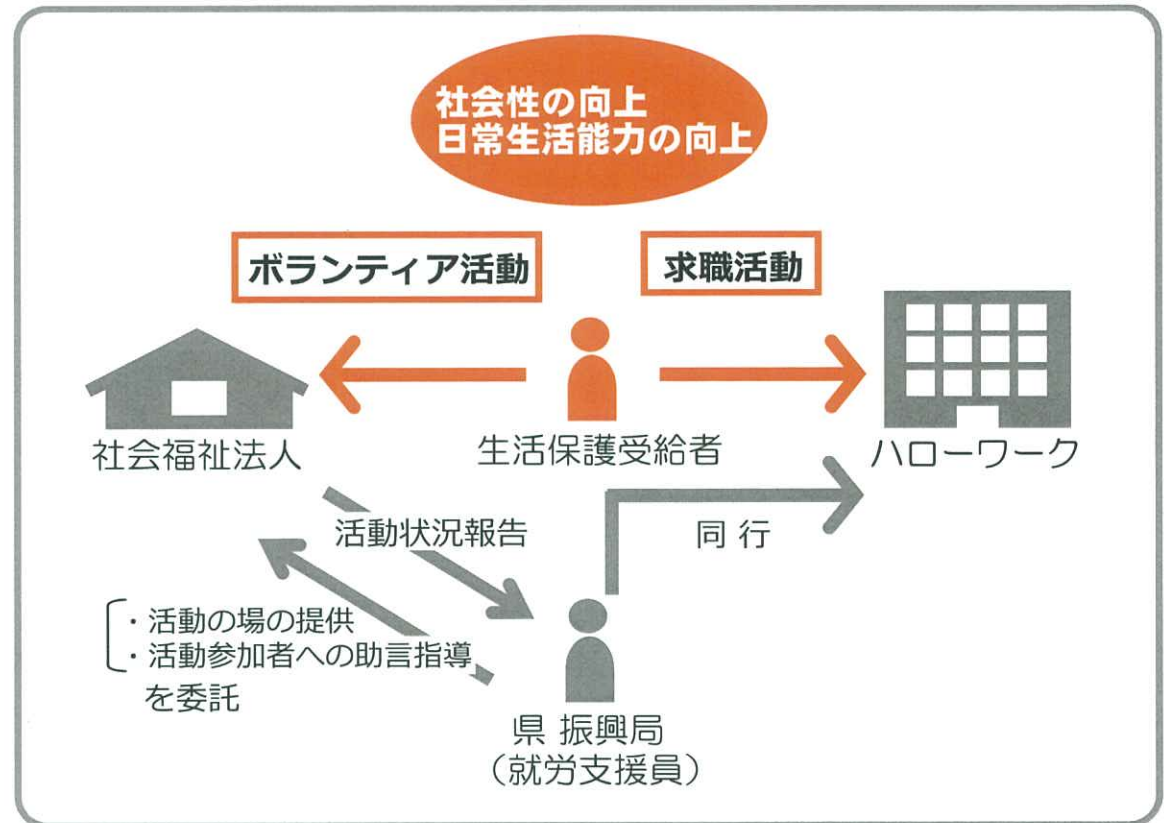 社会性の向上
日常生活能力の向上
ボランティア活動
求職活動
社会福祉法人
生活保護受給者
ハローワーク
活動状況報告
同 行
・活動の場の提供
・活動参加者への助言指導
を委託
県 振興局
（就労支援員）